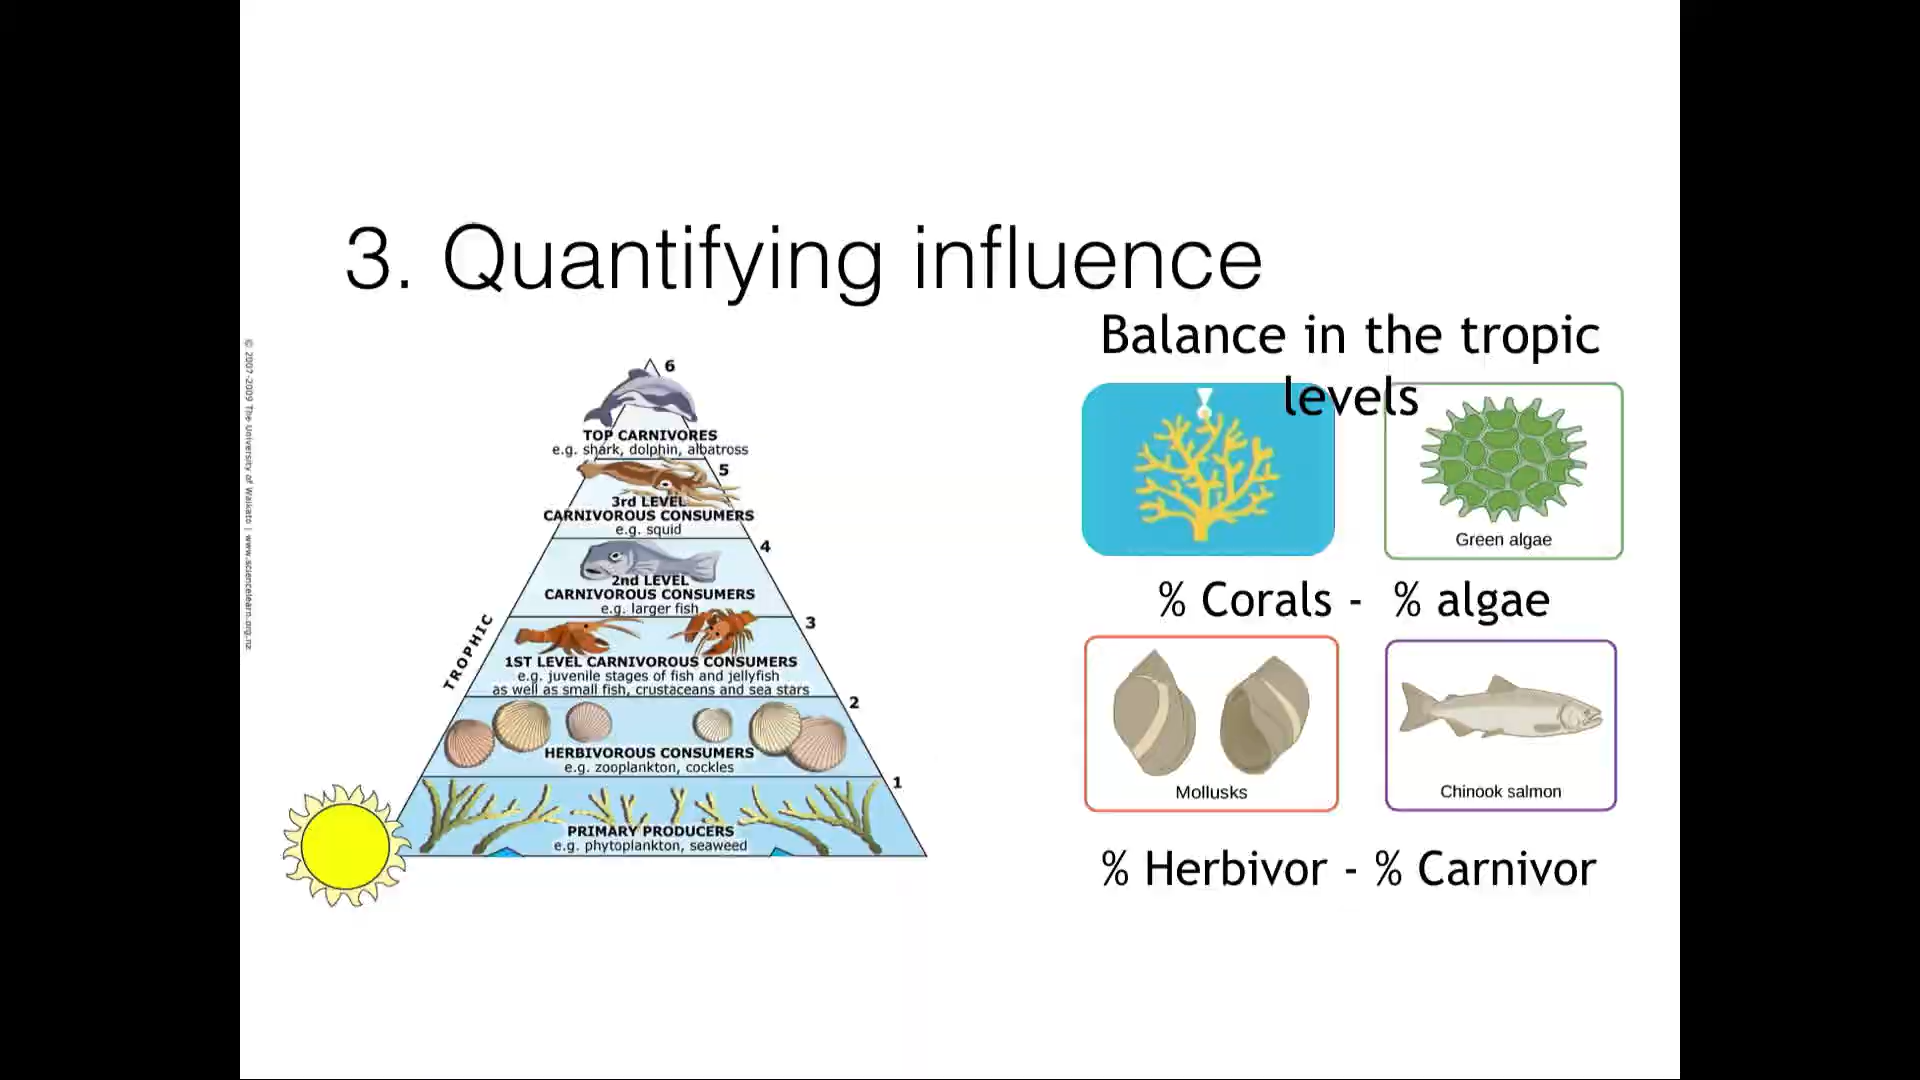 3. Quantifying influence
© 2007-2009 The University of Waikato | www.sciencelearn.org.nz
6
TOP CARNIVORES
e.g. shark, dolphin, albatross
5
3rd LEVEL
CARNIVOROUS CONSUMERS
e.g. squid
4
2nd LEVEL
CARNIVOROUS CONSUMERS
e.g. larger fish
3
TROPHIC
1ST LEVEL CARNIVOROUS CONSUMERS
e.g. juvenile stages of fish and jellyfish
as well as small fish, crustaceans and sea stars
2
HERBIVOROUS CONSUMERS
e.g. zooplankton, cockles
1
PRIMARY PRODUCERS
e.g. phytoplankton, seaweed
Balance in the tropic
levels
Green algae
% Corals - % algae
Mollusks
Chinook salmon
% Herbivor - % Carnivor